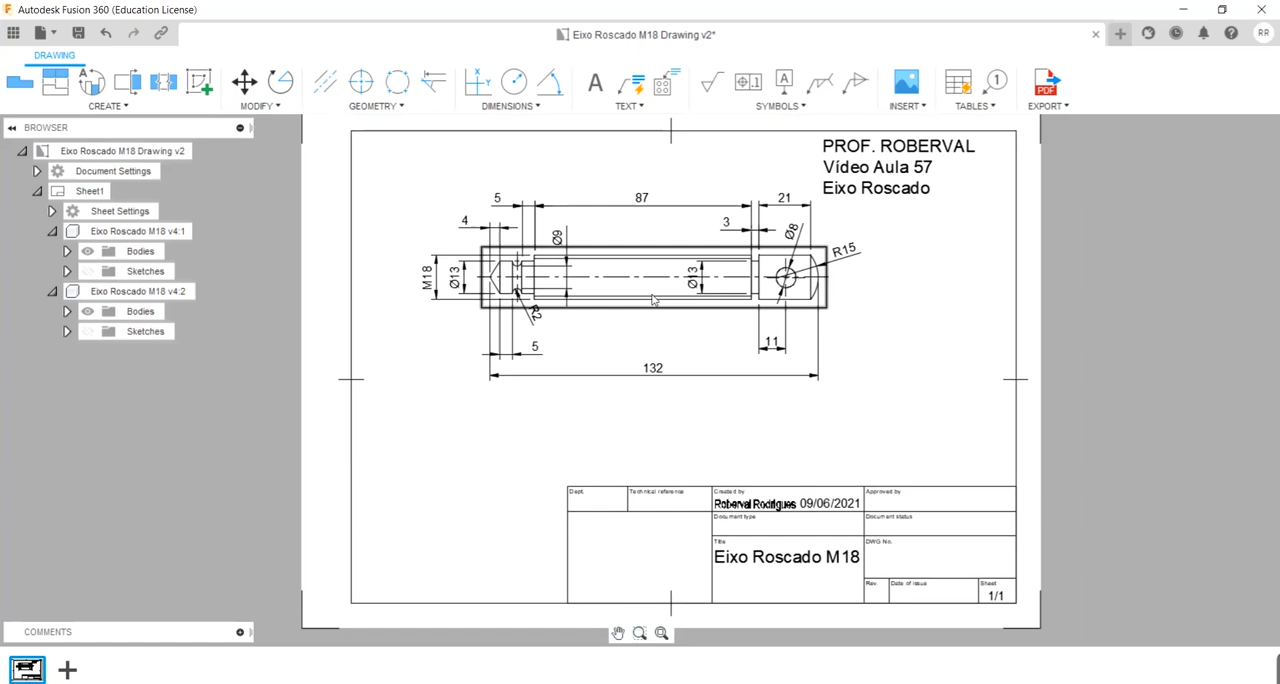 Autodesk Fusion 360 (Education License)
Eixo Roscado M18 Drawing v2*
RR
DRAWING
CREATE
MODIFY
GEOMETRY
DIMENSIONS
TEXT
SYMBOLS
INSERT
TABLES
EXPORT
BROWSER
Eixo Roscado M18 Drawing v2
Document Settings
Sheet1
Sheet Settings
Eixo Roscado M18 v4:1
Bodies
Sketches
Eixo Roscado M18 v4:2
Bodies
Sketches
PROF. ROBERVAL
Vídeo Aula 57
Eixo Roscado
5
87
21
4
3
Ø9
Ø8
R15
M18
Ø13
Ø13
R2
5
11
132
Dept.
Technical reference
Created by
Roberval Rodrigues 09/06/2021
Approved by
Document type
Document status
Title
Eixo Roscado M18
DWG No.
Rev.
Date of issue
Sheet
1/1
COMMENTS